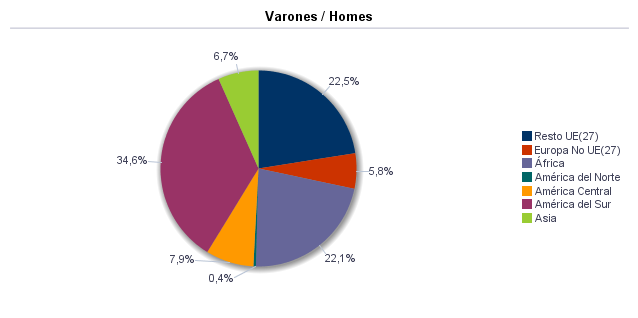 Varones / Homes
6,7%
22,5%
34,6%
5,8%
7,9%
0,4%
22,1%
Resto UE(27)
Europa No UE(27)
África
América del Norte
América Central
América del Sur
Asia